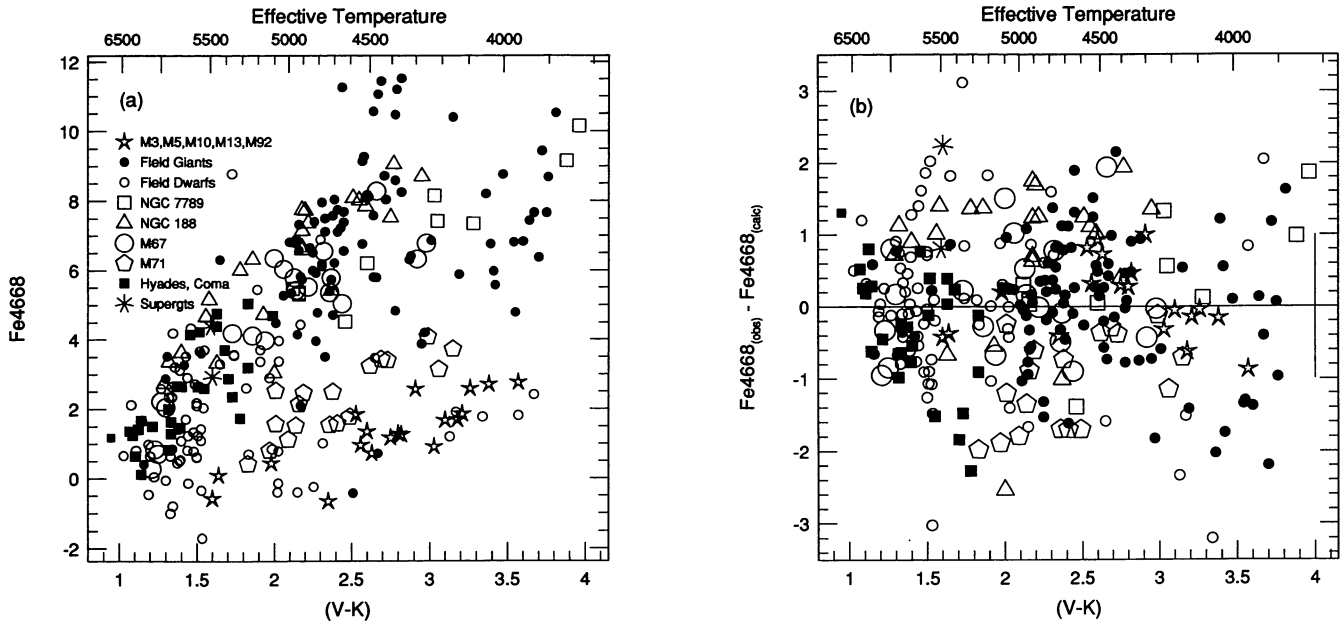 Effective Temperature
6500 5500 5000 4500 4000
12
10
8
6
4
2
0
-2
Fe4668
(a)
M3,M5,M10,M13,M92
Field Giants
Field Dwarfs
NGC 7789
NGC 188
M67
M71
Hyades, Coma
Supergts
1 1.5 2 2.5 3 3.5 4
(V-K)
Effective Temperature
6500 5500 5000 4500 4000
3
2
1
0
-1
-2
-3
Fe4668(obs) - Fe4668(calc)
(b)
1 1.5 2 2.5 3 3.5 4
(V-K)